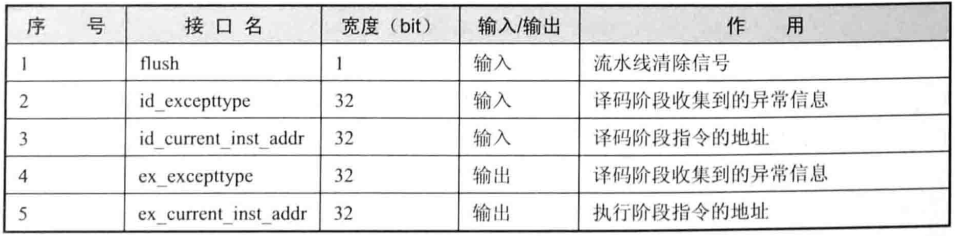 序 号 接 口 名 宽度（bit） 输入/输出 作 用
1 flush 1 输入 流水线清除信号
2 id_excepttype 32 输入 译码阶段收集到的异常信息
3 id_current_inst_addr 32 输入 译码阶段指令的地址
4 ex_excepttype 32 输出 译码阶段收集到的异常信息
5 ex_current_inst_addr 32 输出 执行阶段指令的地址